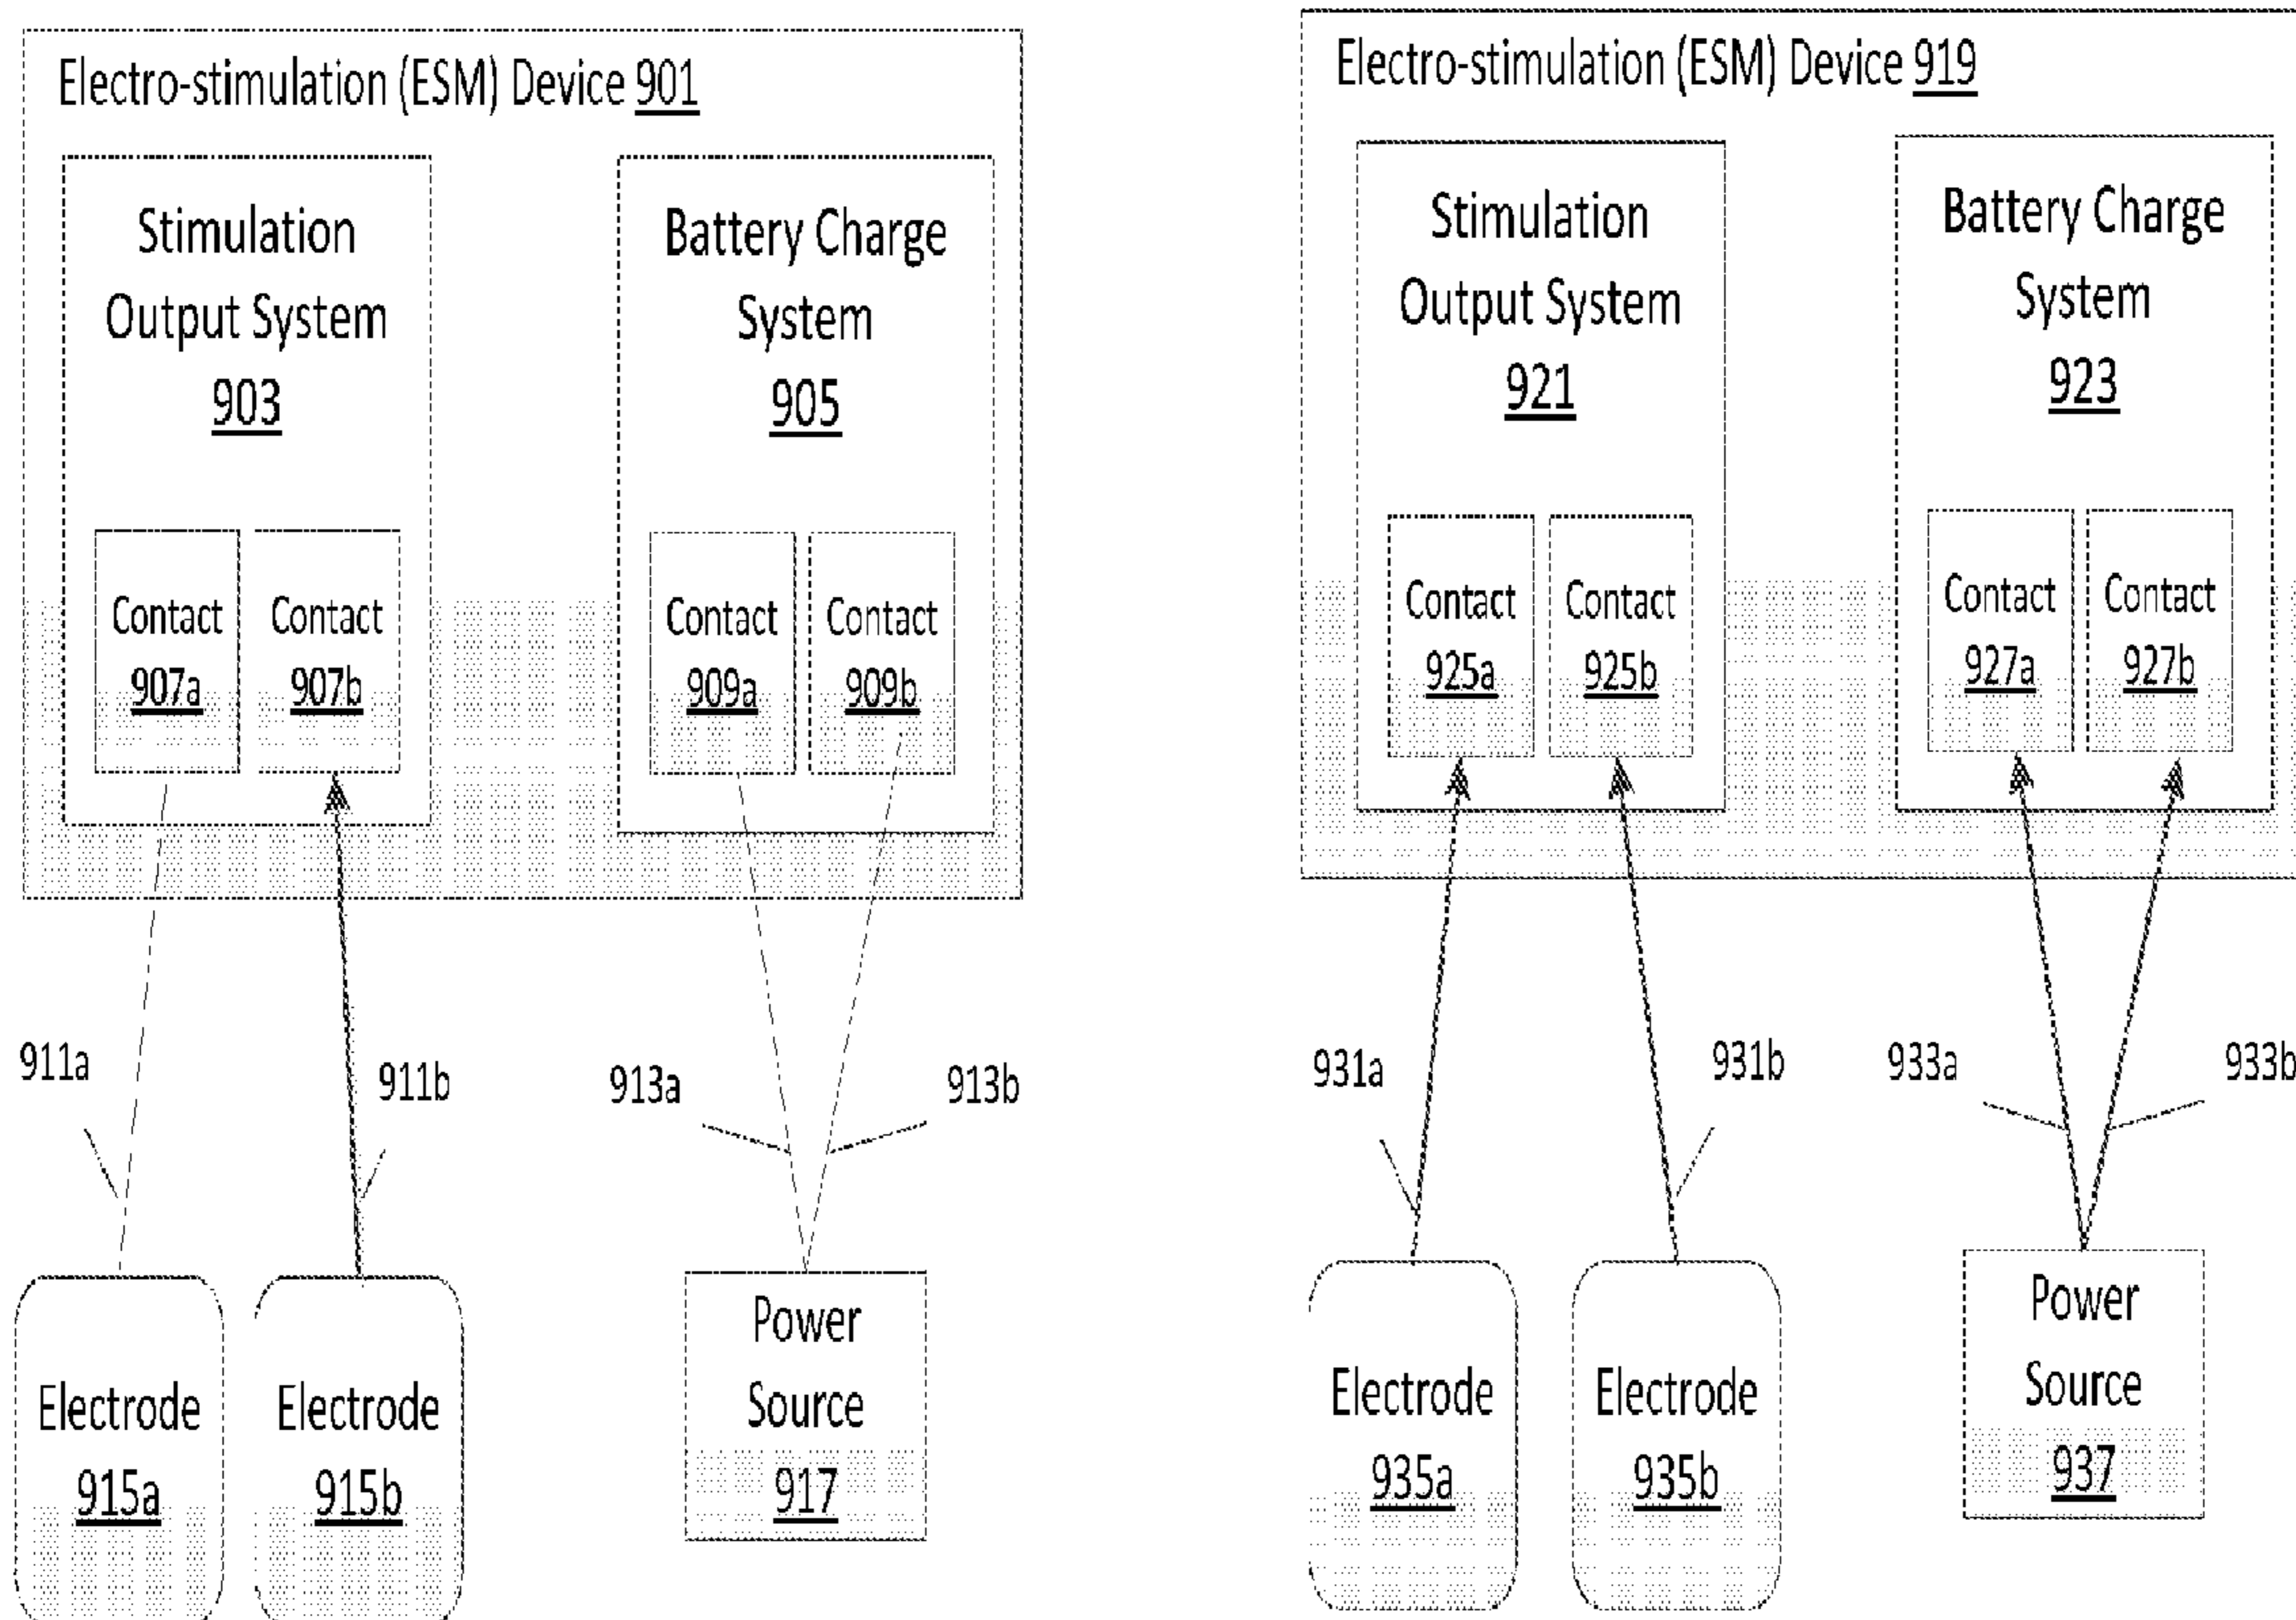 Electro-stimulation (ESM) Device 901
Stimulation
Output System
903
Battery Charge
System
905
Contact
907a
Contact
907b
Contact
909a
Contact
909b
911a
911b
913a
913b
Electrode
915a
Electrode
915b
Power
Source
917
Electro-stimulation (ESM) Device 919
Stimulation
Output System
921
Battery Charge
System
923
Contact
925a
Contact
925b
Contact
927a
Contact
927b
931a
931b
933a
933b
Electrode
935a
Electrode
935b
Power
Source
937